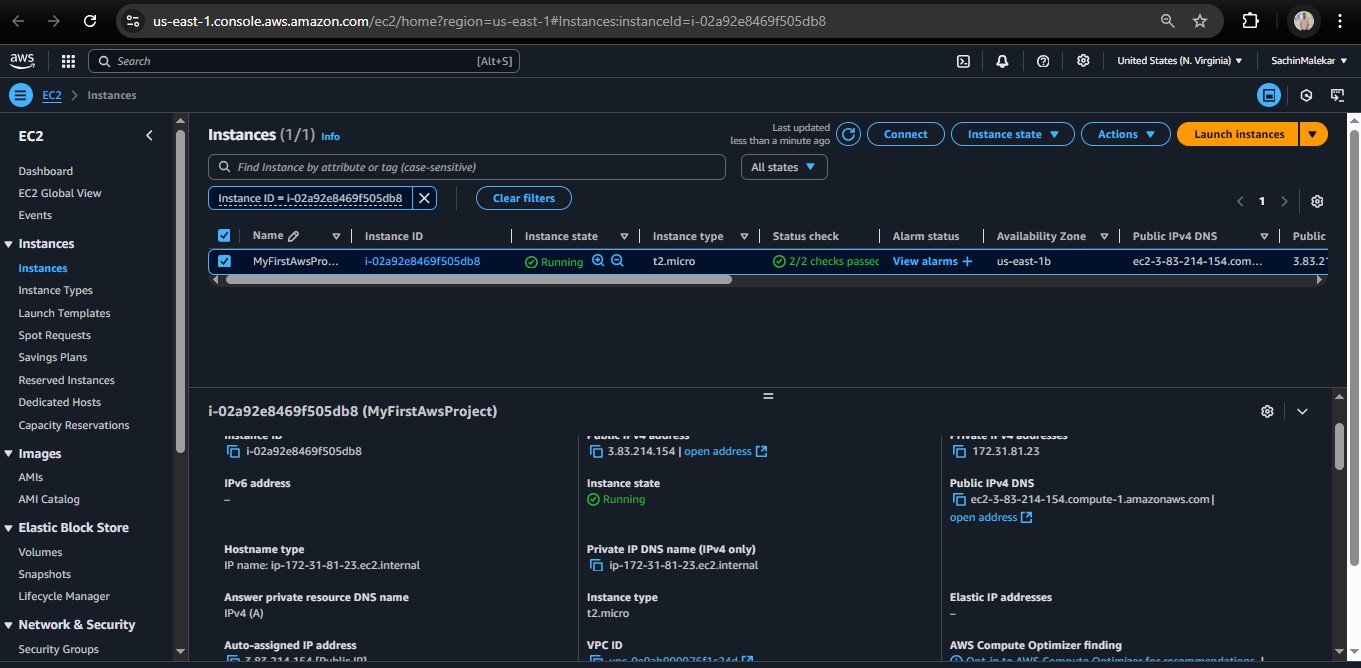 us-east-1.console.aws.amazon.com/ec2/home?region=us-east-1#Instances:instanceId=i-02a92e8469f505db8
aws
Search [Alt+S]
United States (N. Virginia)
SachinMalekar
EC2 > Instances
EC2
Dashboard
EC2 Global View
Events
Instances
Instances
Instance Types
Launch Templates
Spot Requests
Savings Plans
Reserved Instances
Dedicated Hosts
Capacity Reservations
Images
AMIs
AMI Catalog
Elastic Block Store
Volumes
Snapshots
Lifecycle Manager
Network & Security
Security Groups
Instances (1/1) Info
Last updated
less than a minute ago
Connect
Instance state
Actions
Launch instances
Find Instance by attribute or tag (case-sensitive)
All states
Instance ID = i-02a92e8469f505db8
Clear filters
1
Name Instance ID Instance state Instance type Status check Alarm status Availability Zone Public IPv4 DNS Public
MyFirstAwsPro... i-02a92e8469f505db8 Running t2.micro 2/2 checks passed View alarms + us-east-1b ec2-3-83-214-154.com... 3.83.21
i-02a92e8469f505db8 (MyFirstAwsProject)
Instance ID
i-02a92e8469f505db8
Public IPv4 address
3.83.214.154 | open address
Private IPv4 addresses
172.31.81.23
IPv6 address
–
Instance state
Running
Public IPv4 DNS
ec2-3-83-214-154.compute-1.amazonaws.com |
open address
Hostname type
IP name: ip-172-31-81-23.ec2.internal
Private IP DNS name (IPv4 only)
ip-172-31-81-23.ec2.internal
Answer private resource DNS name
IPv4 (A)
Instance type
t2.micro
Elastic IP addresses
–
Auto-assigned IP address
3.83.214.154 [Public IP]
VPC ID
AWS Compute Optimizer finding
Opt-in to AWS Compute Optimizer for recommendations. |